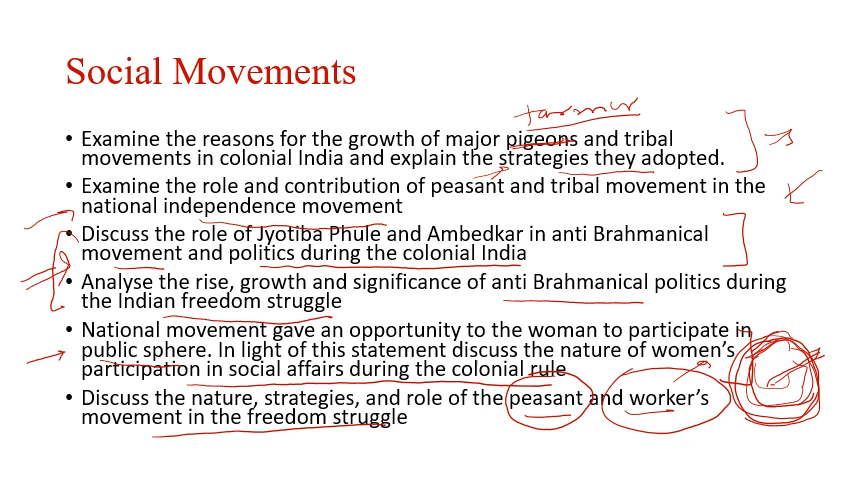 Social Movements
farmer
• Examine the reasons for the growth of major pigeons and tribal
movements in colonial India and explain the strategies they adopted.
• Examine the role and contribution of peasant and tribal movement in the
national independence movement
• Discuss the role of Jyotiba Phule and Ambedkar in anti Brahmanical
movement and politics during the colonial India
• Analyse the rise, growth and significance of anti Brahmanical politics during
the Indian freedom struggle
• National movement gave an opportunity to the woman to participate in
public sphere. In light of this statement discuss the nature of women’s
participation in social affairs during the colonial rule
• Discuss the nature, strategies, and role of the peasant and worker’s
movement in the freedom struggle